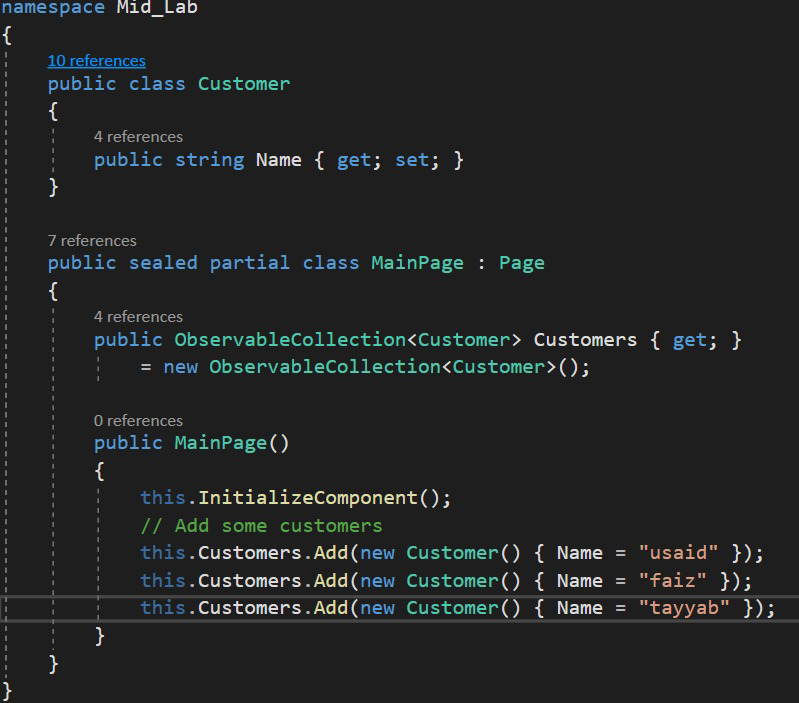 namespace Mid_Lab
{
10 references
public class Customer
{
4 references
public string Name { get; set; }
}
7 references
public sealed partial class MainPage : Page
{
4 references
public ObservableCollection<Customer> Customers { get; }
= new ObservableCollection<Customer>();
0 references
public MainPage()
{
this.InitializeComponent();
// Add some customers
this.Customers.Add(new Customer() { Name = "usaid" });
this.Customers.Add(new Customer() { Name = "faiz" });
this.Customers.Add(new Customer() { Name = "tayyab" });
}
}
}